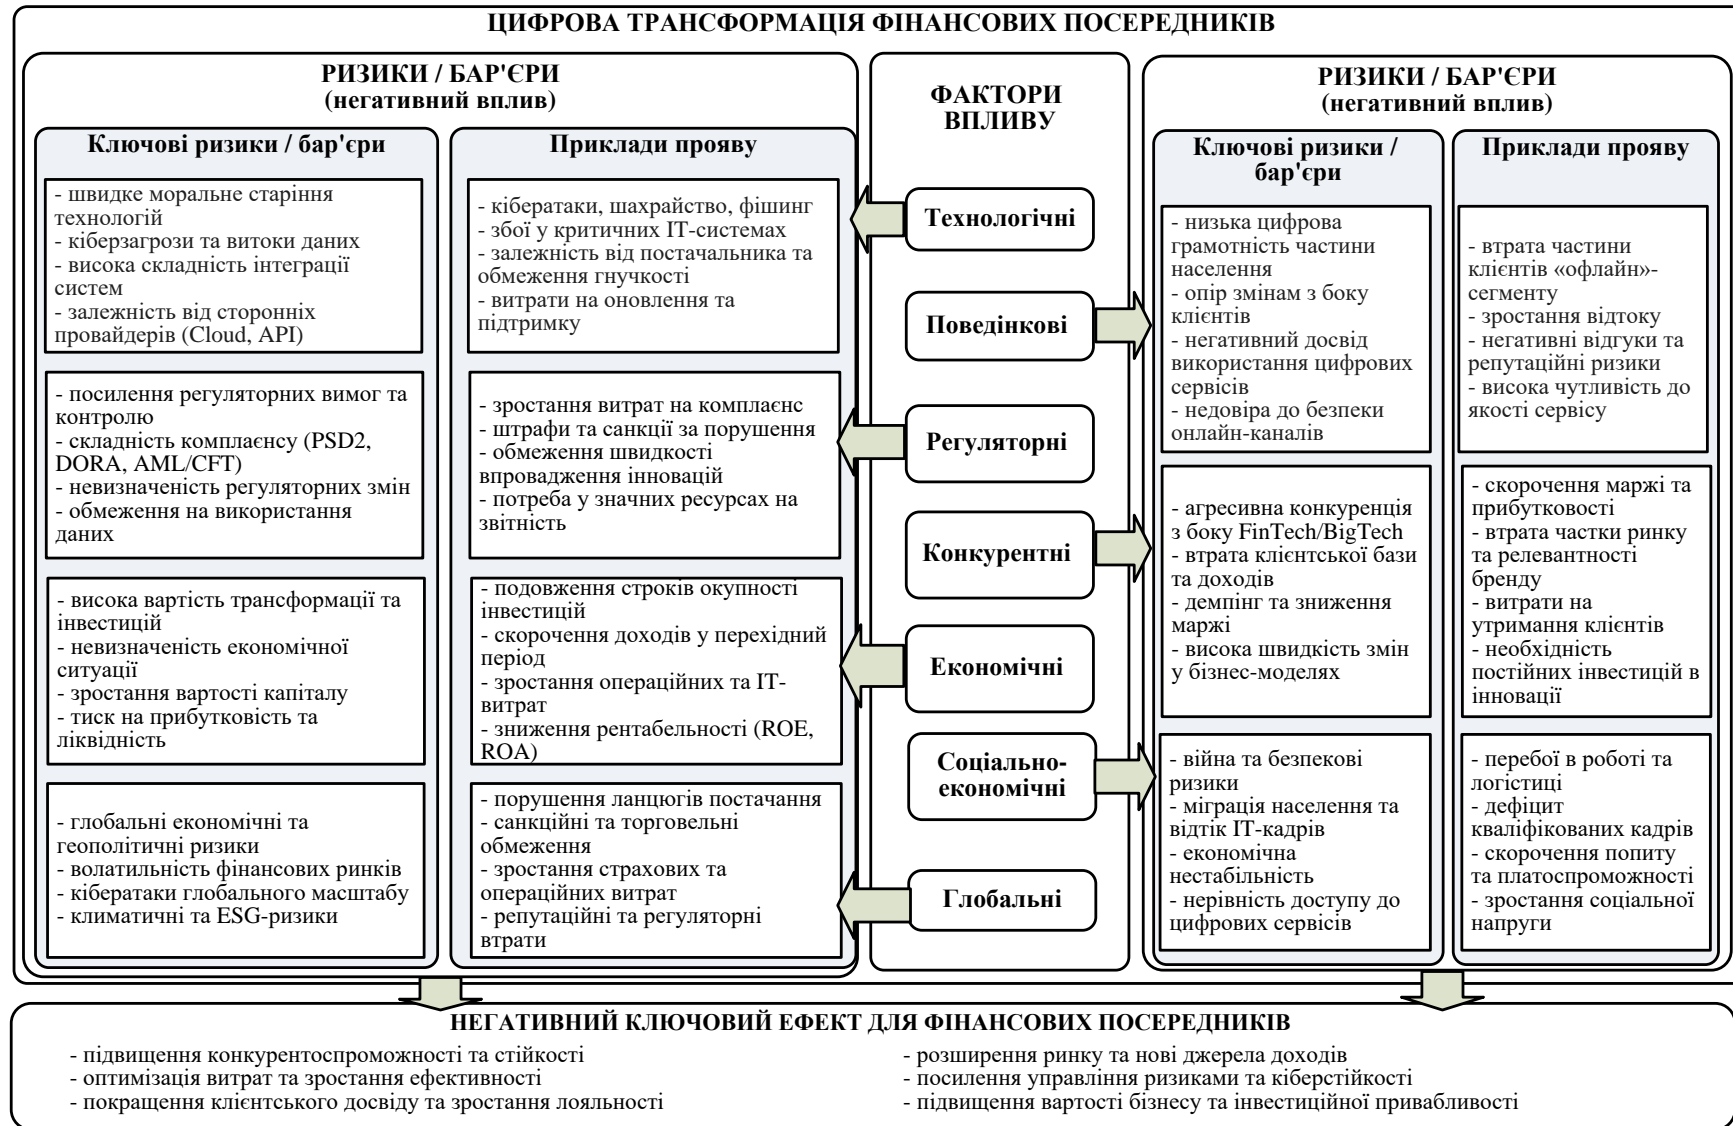 ЦИФРОВА ТРАНСФОРМАЦІЯ ФІНАНСОВИХ ПОСЕРЕДНИКІВ
РИЗИКИ / БАР'ЄРИ
(негативний вплив)
Ключові ризики / бар'єри
- швидке моральне старіння
технологій
- кіберзагрози та витоки даних
- висока складність інтеграції
систем
- залежність від сторонніх
провайдерів (Cloud, API)
- посилення регуляторних вимог та
контролю
- складність комплаєнсу (PSD2,
DORA, AML/CFT)
- невизначеність регуляторних змін
- обмеження на використання
даних
- висока вартість трансформації та
інвестицій
- невизначеність економічної
ситуації
- зростання вартості капіталу
- тиск на прибутковість та
ліквідність
- глобальні економічні та
геополітичні ризики
- волатильність фінансових ринків
- кібератаки глобального масштабу
- климатичні та ESG-ризики
Приклади прояву
- кібератаки, шахрайство, фішинг
- збої у критичних ІТ-системах
- залежність від постачальника та
обмеження гнучкості
- витрати на оновлення та
підтримку
- зростання витрат на комплаєнс
- штрафи та санкції за порушення
- обмеження швидкості
впровадження інновацій
- потреба у значних ресурсах на
звітність
- подовження строків окупності
інвестицій
- скорочення доходів у перехідний
період
- зростання операційних та ІТ-
витрат
- зниження рентабельності (ROE,
ROA)
- порушення ланцюгів постачання
- санкційні та торговельні
обмеження
- зростання страхових та
операційних витрат
- репутаційні та регуляторні
втрати
ФАКТОРИ
ВПЛИВУ
Технологічні
Поведінкові
Регуляторні
Конкурентні
Економічні
Соціально-
економічні
Глобальні
РИЗИКИ / БАР'ЄРИ
(негативний вплив)
Ключові ризики /
бар'єри
- низька цифрова
грамотність частини
населення
- опір змінам з боку
клієнтів
- негативний досвід
використання цифрових
сервісів
- недовіра до безпеки
онлайн-каналів
- агресивна конкуренція
з боку FinTech/BigTech
- втрата клієнтської бази
та доходів
- демпінг та зниження
маржі
- висока швидкість змін
у бізнес-моделях
- війна та безпекові
ризики
- міграція населення та
відтік ІТ-кадрів
- економічна
нестабільність
- нерівність доступу до
цифрових сервісів
Приклади прояву
- втрата частини
клієнтів «офлайн»-
сегменту
- зростання відтоку
- негативні відгуки та
репутаційні ризики
- висока чутливість до
якості сервісу
- скорочення маржі та
прибутковості
- втрата частки ринку
та релевантності
бренду
- витрати на
утримання клієнтів
- необхідність
постійних інвестицій в
інновації
- перебої в роботі та
логістиці
- дефіцит
кваліфікованих кадрів
- скорочення попиту
та платоспроможності
- зростання соціальної
напруги
НЕГАТИВНИЙ КЛЮЧОВИЙ ЕФЕКТ ДЛЯ ФІНАНСОВИХ ПОСЕРЕДНИКІВ
- підвищення конкурентоспроможності та стійкості
- оптимізація витрат та зростання ефективності
- покращення клієнтського досвіду та зростання лояльності
- розширення ринку та нові джерела доходів
- посилення управління ризиками та кіберстійкості
- підвищення вартості бізнесу та інвестиційної привабливості